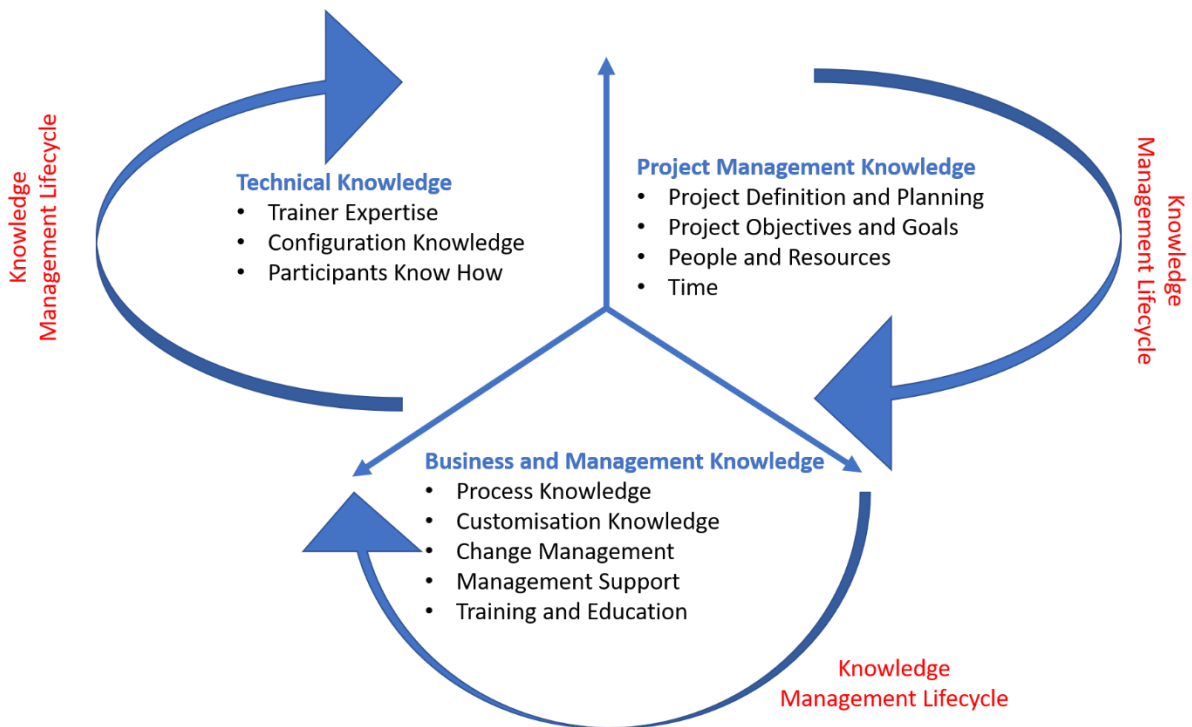 Knowledge
Management Lifecycle
Technical Knowledge
• Trainer Expertise
• Configuration Knowledge
• Participants Know How
Project Management Knowledge
• Project Definition and Planning
• Project Objectives and Goals
• People and Resources
• Time
Knowledge
Management Lifecycle
Business and Management Knowledge
• Process Knowledge
• Customisation Knowledge
• Change Management
• Management Support
• Training and Education
Knowledge
Management Lifecycle